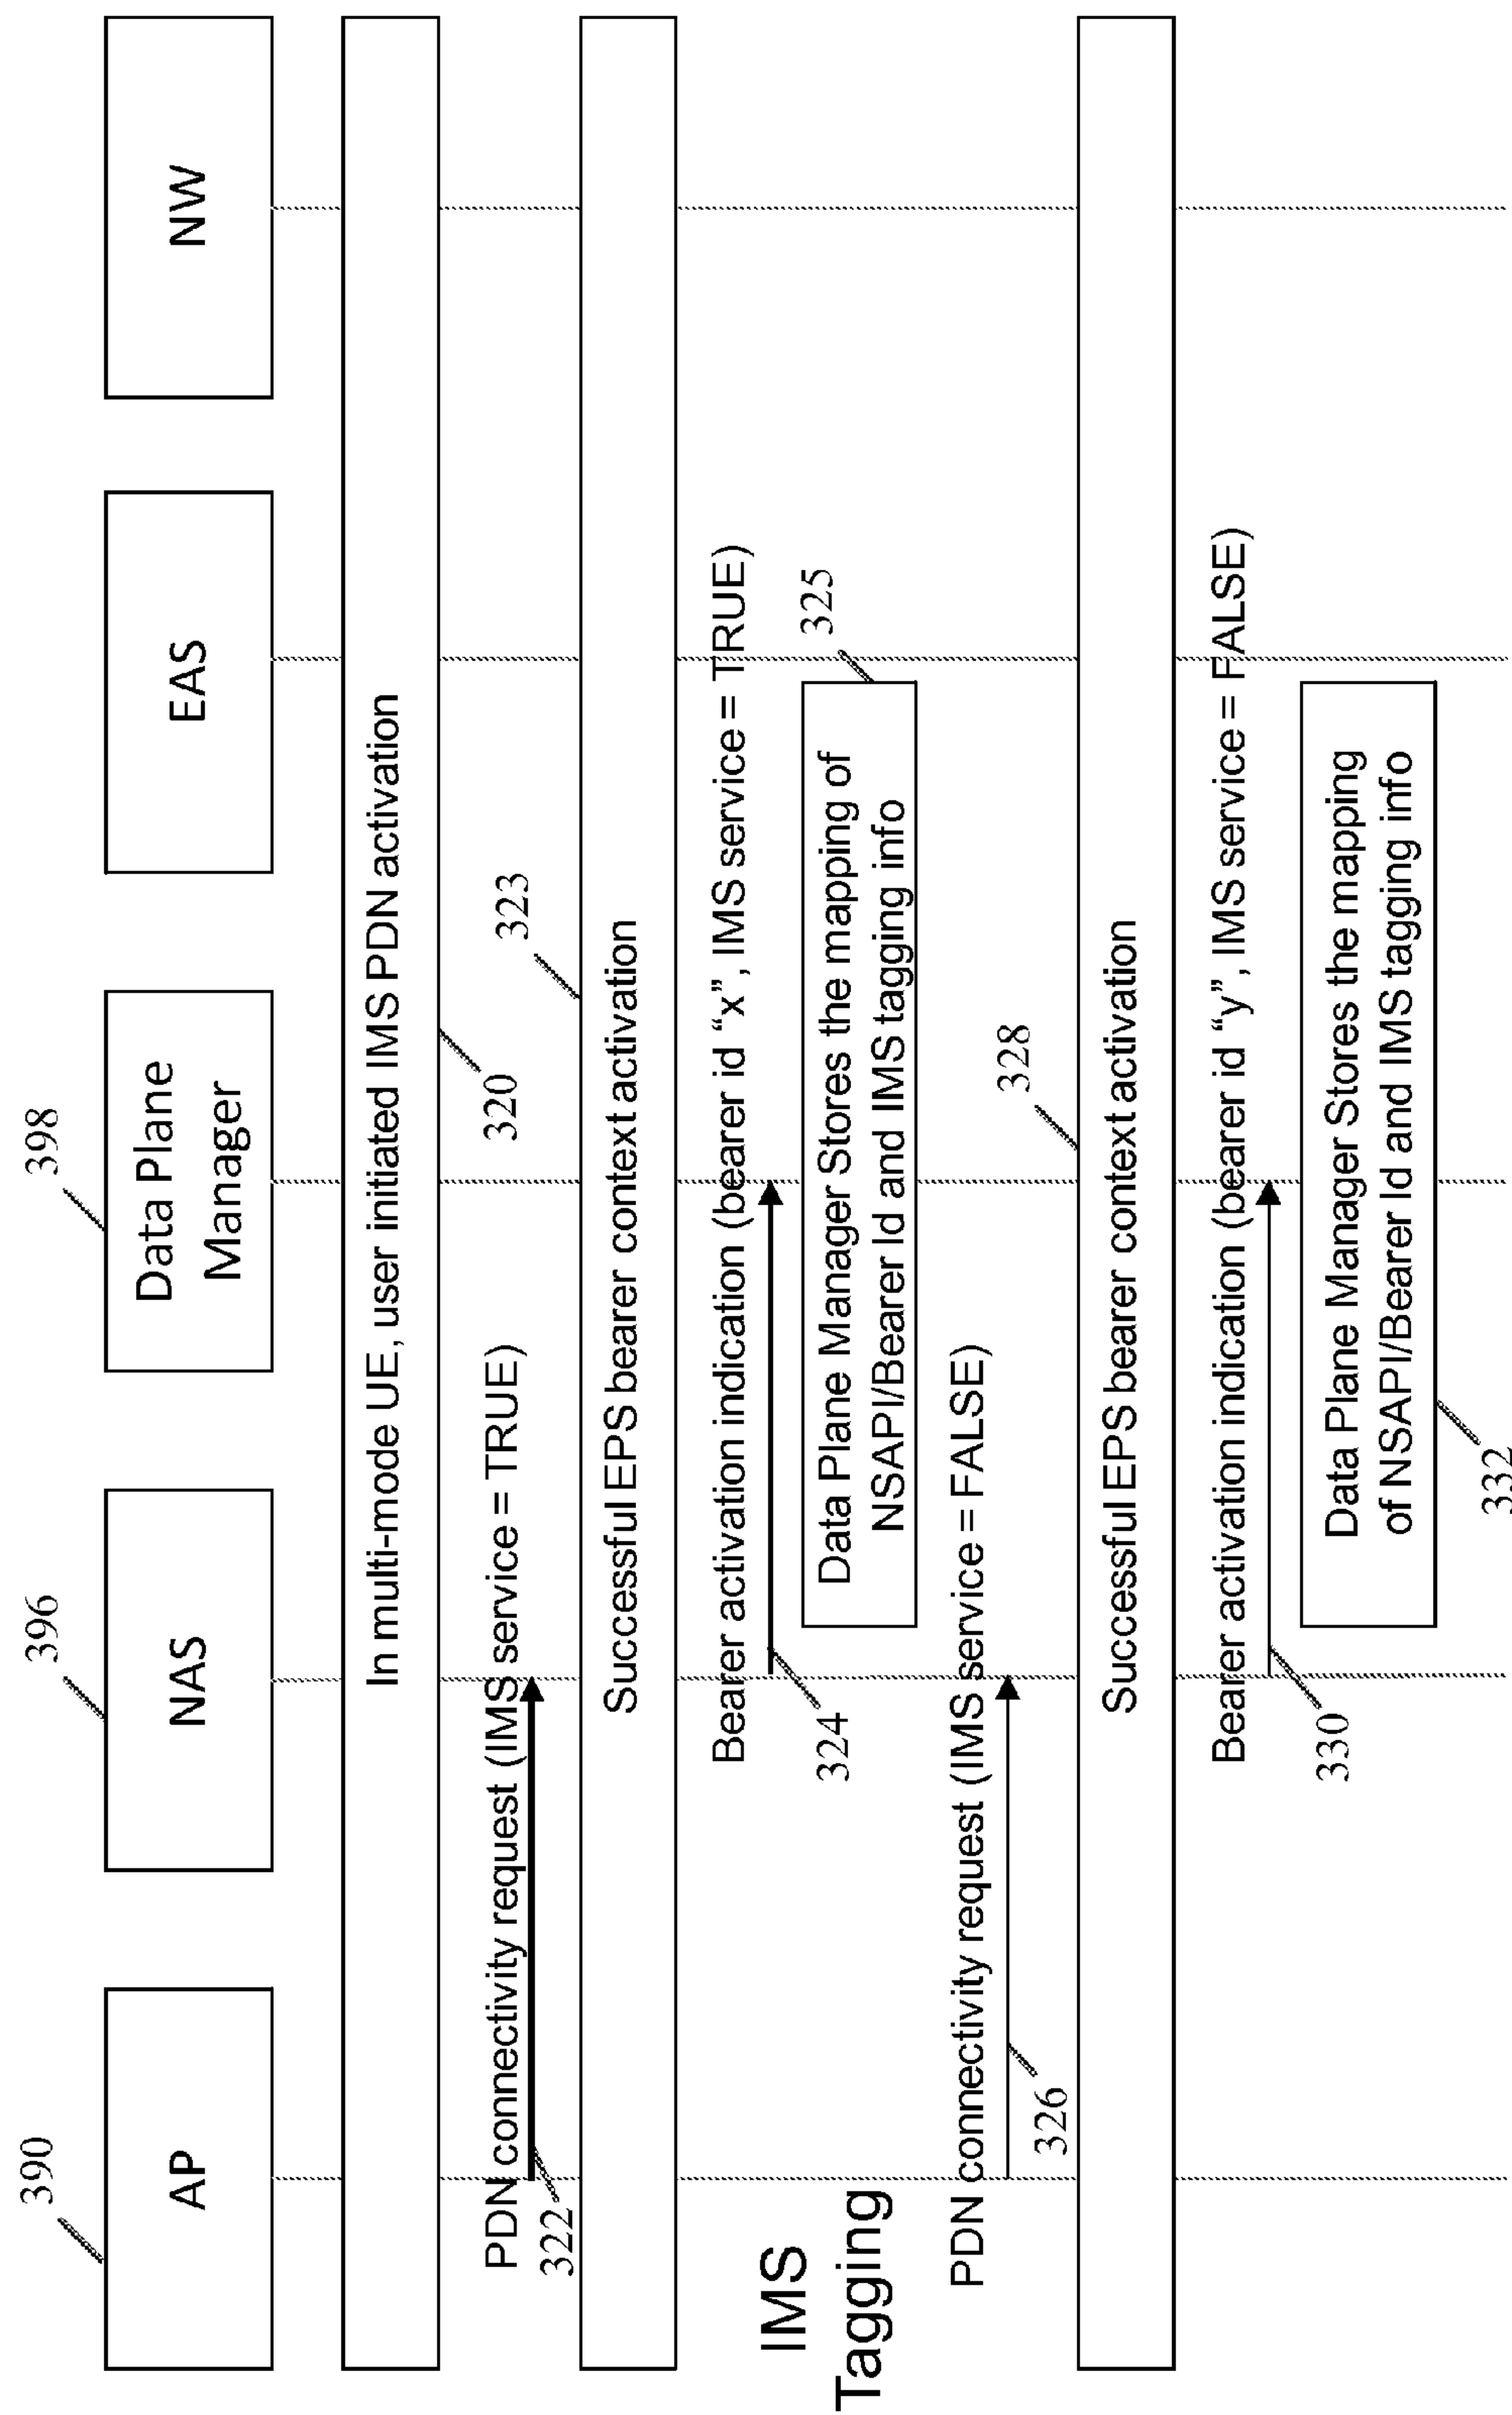 390
396
398
AP
NAS
Data Plane
Manager
EAS
NW
In multi-mode UE, user initiated IMS PDN activation
320
PDN connectivity request (IMS service = TRUE)
322
323
Successful EPS bearer context activation
Bearer activation indication (bearer id “x”, IMS service = TRUE)
324
325
Data Plane Manager Stores the mapping of
NSAPI/Bearer Id and IMS tagging info
IMS
Tagging
PDN connectivity request (IMS service = FALSE)
326
328
Successful EPS bearer context activation
Bearer activation indication (bearer id “y”, IMS service = FALSE)
330
Data Plane Manager Stores the mapping
of NSAPI/Bearer Id and IMS tagging info
332